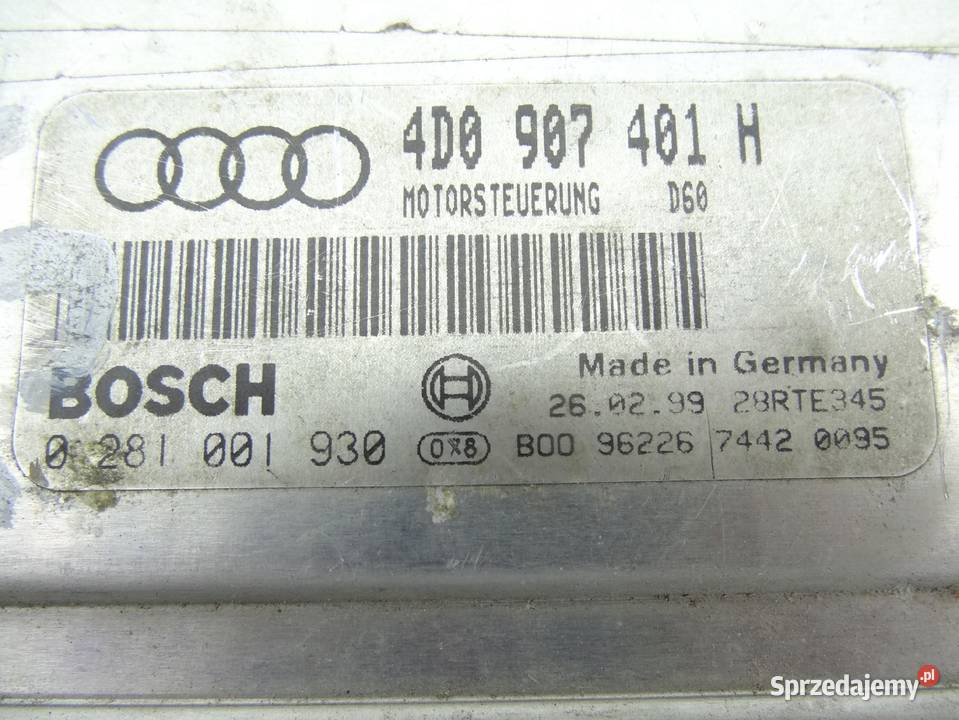 4D0 907 401 H
MOTORSTEUERUNG D60
BOSCH
Made in Germany
26.02.99 28RTE345
0 281 001 930 0X8 B00 96226 7442 0095
Sprzedajemy.pl